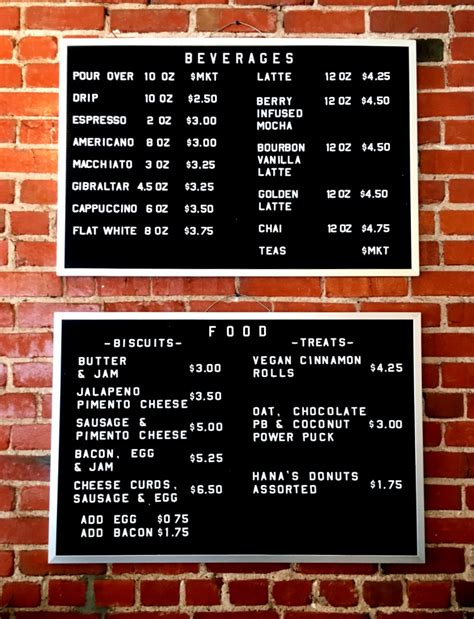 BEVERAGES
POUR OVER 10 OZ $MKT
DRIP 10 OZ $2.50
ESPRESSO 2 OZ $3.00
AMERICANO 8 OZ $3.00
MACCHIATO 3 OZ $3.25
GIBRALTAR 4.5 OZ $3.25
CAPPUCCINO 6 OZ $3.50
FLAT WHITE 8 OZ $3.75
LATTE 12 OZ $4.25
BERRY 12 OZ $4.50
INFUSED
MOCHA
BOURBON 12 OZ $4.50
VANILLA
LATTE
GOLDEN 12 OZ $4.50
LATTE
CHAI 12 OZ $4.75
TEAS $MKT
FOOD
-BISCUITS-
BUTTER
& JAM $3.00
JALAPENO
PIMENTO CHEESE $3.50
SAUSAGE &
PIMENTO CHEESE $5.00
BACON, EGG
& JAM $5.25
CHEESE CURDS,
SAUSAGE & EGG $6.50
ADD EGG $0.75
ADD BACON $1.75
-TREATS-
VEGAN CINNAMON
ROLLS $4.25
OAT, CHOCOLATE
PB & COCONUT $3.00
POWER PUCK
HANA'S DONUTS
ASSORTED $1.75